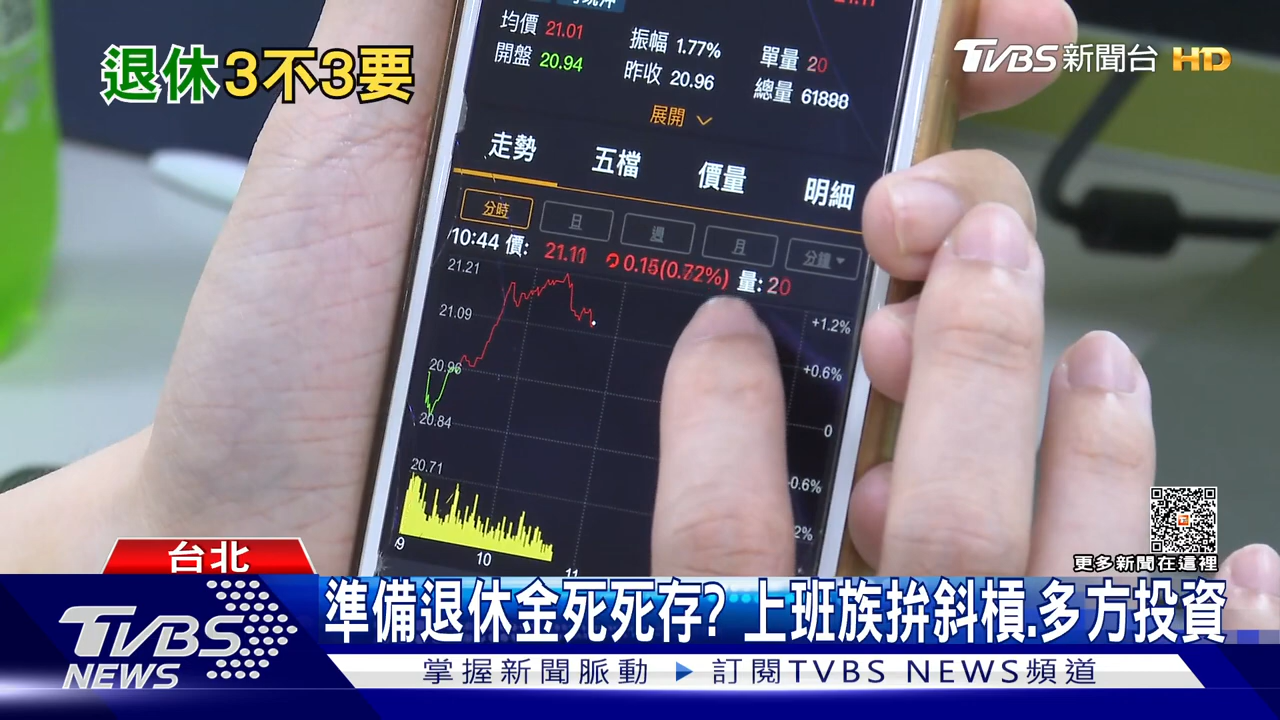 退休3不3要
TVBS新聞台 HD
均價 21.01
振幅 1.77%
單量 20
開盤 20.94
昨收 20.96
總量 61888
展開
走勢 五檔 價量 明細
分時 日 週 月 分鐘
10:44 價: 21.11 0.15(0.72%) 量: 20
21.21
21.09
20.96
20.84
20.71
+1.2%
+0.6%
0
-0.6%
2%
9 10 11
更多新聞在這裡
台北
TVBS NEWS
準備退休金死死存? 上班族拚斜槓.多方投資
掌握新聞脈動 ▶ 訂閱TVBS NEWS頻道